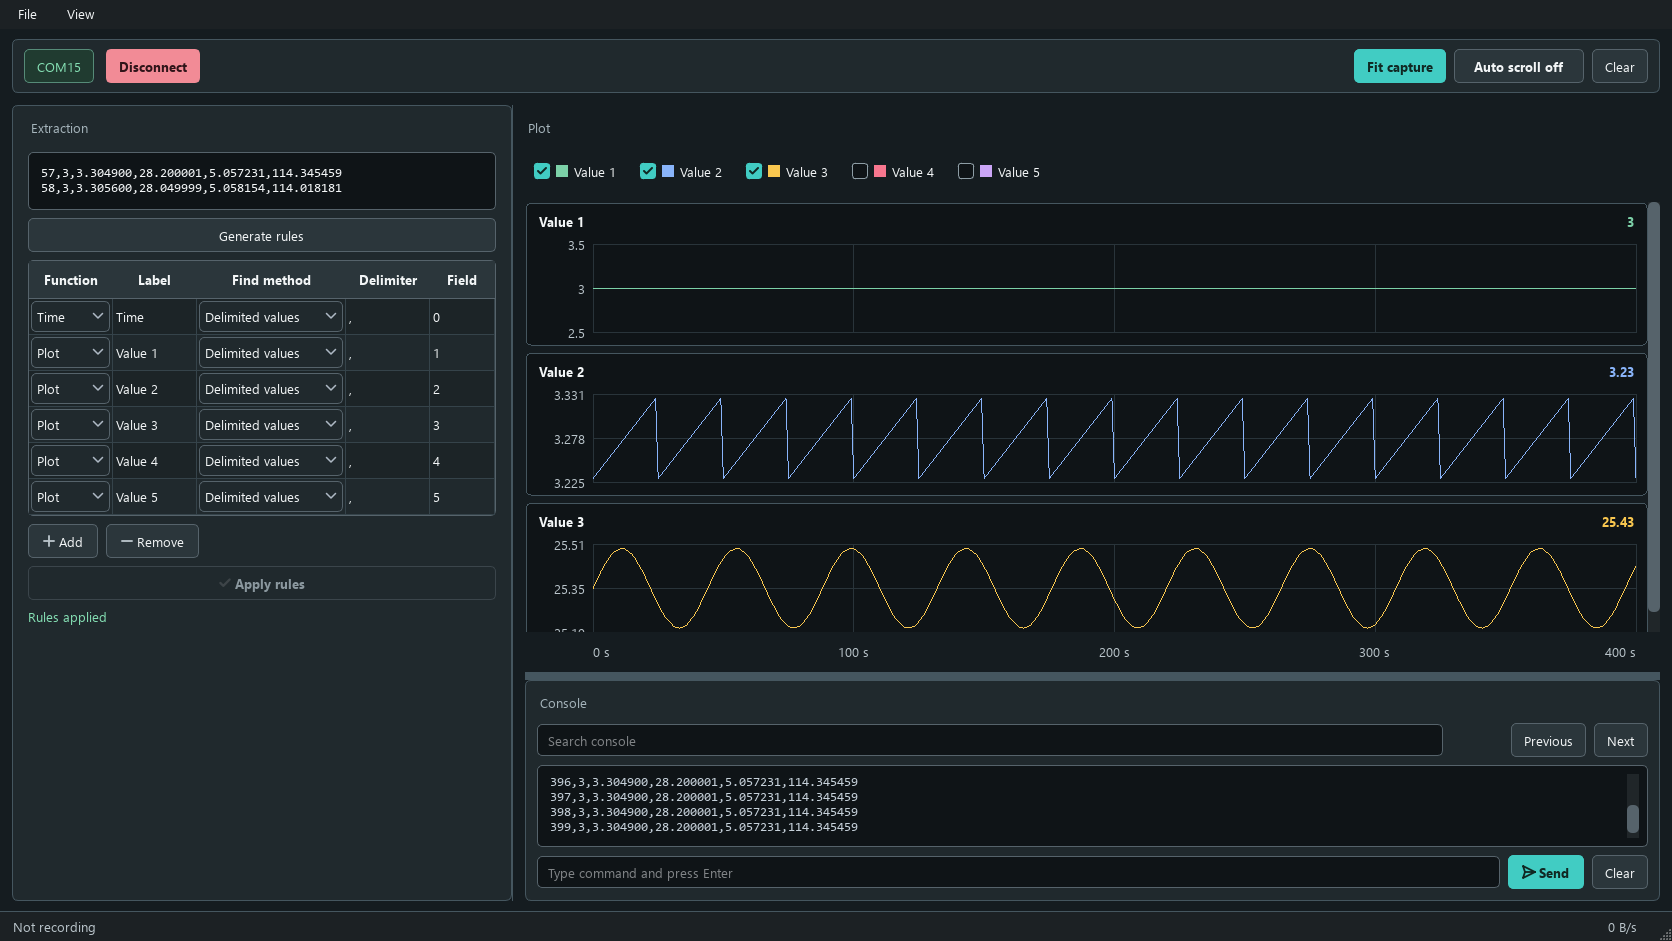 File View
COM15 Disconnect Fit capture Auto scroll off Clear
Extraction
57,3,3.304900,28.200001,5.057231,114.345459
58,3,3.305600,28.049999,5.058154,114.018181
Generate rules
Function Label Find method Delimiter Field
Time Time Delimited values , 0
Plot Value 1 Delimited values , 1
Plot Value 2 Delimited values , 2
Plot Value 3 Delimited values , 3
Plot Value 4 Delimited values , 4
Plot Value 5 Delimited values , 5
Add Remove
Apply rules
Rules applied
Plot
Value 1 Value 2 Value 3 Value 4 Value 5
Value 1 3
3.5
3
2.5
Value 2 3.23
3.331
3.278
3.225
Value 3 25.43
25.51
25.35
0 s 100 s 200 s 300 s 400 s
Console
Search console Previous Next
396,3,3.304900,28.200001,5.057231,114.345459
397,3,3.304900,28.200001,5.057231,114.345459
398,3,3.304900,28.200001,5.057231,114.345459
399,3,3.304900,28.200001,5.057231,114.345459
Type command and press Enter Send Clear
Not recording 0 B/s